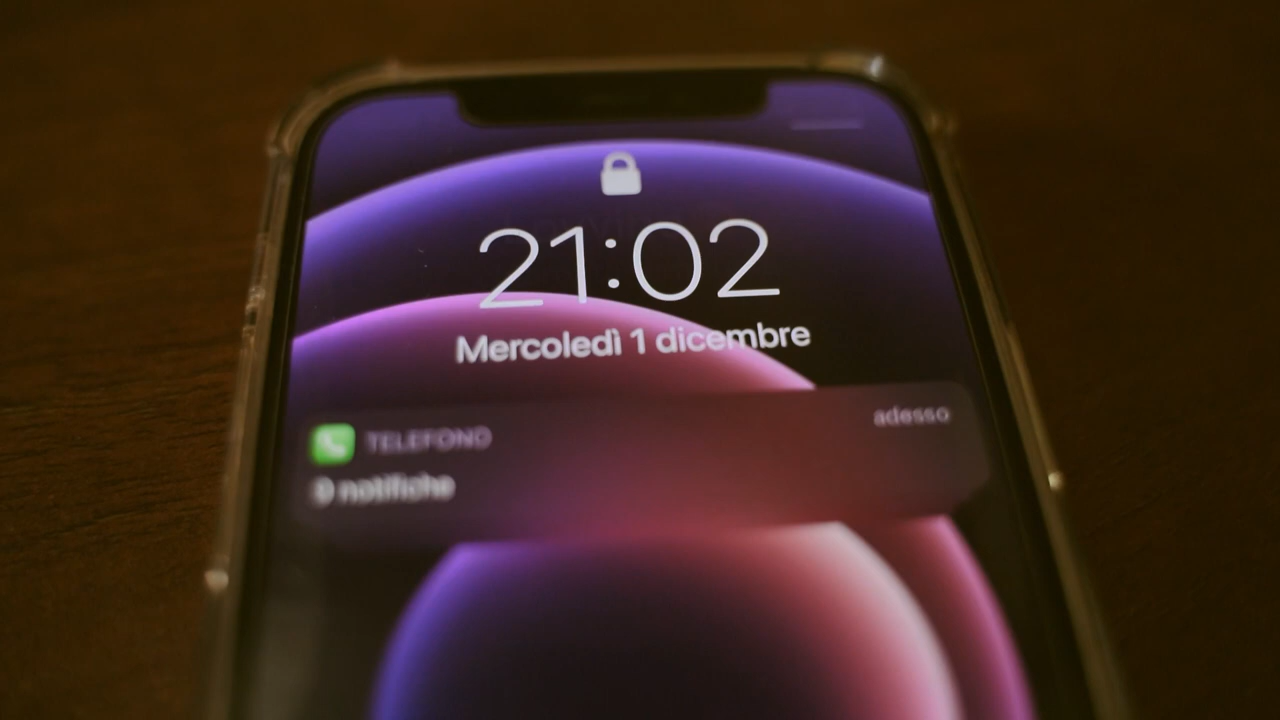 21:02
Mercoledì 1 dicembre
TELEFONO
adesso
9 notifiche